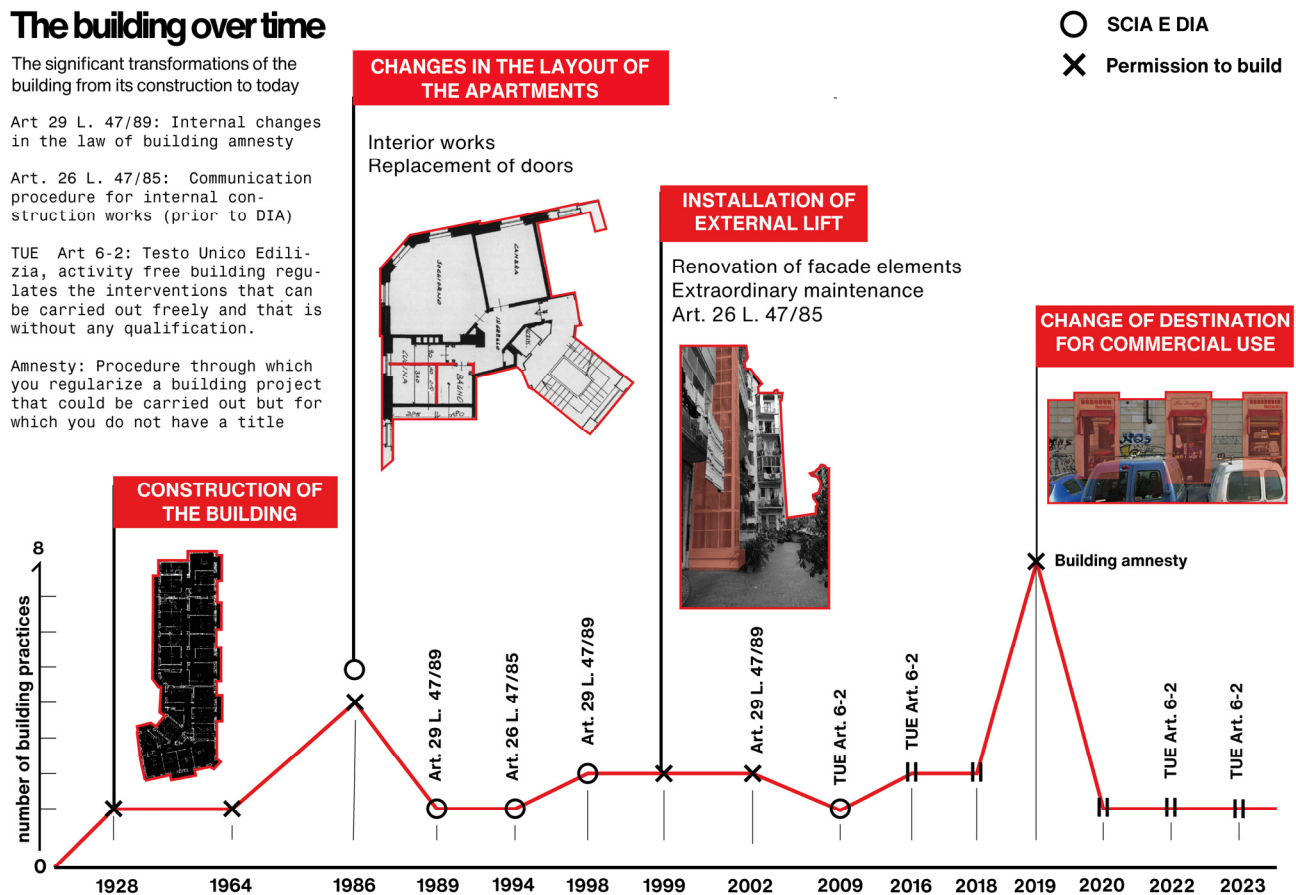 The building over time
The significant transformations of the
building from its construction to today
Art 29 L. 47/89: Internal changes
in the law of building amnesty
Art. 26 L. 47/85: Communication
procedure for internal con-
struction works (prior to DIA)
TUE Art 6-2: Testo Unico Edili-
zia, activity free building regu-
lates the interventions that can
be carried out freely and that is
without any qualification.
Amnesty: Procedure through which
you regularize a building project
that could be carried out but for
which you do not have a title
SCIA E DIA
Permission to build
CHANGES IN THE LAYOUT OF
THE APARTMENTS
Interior works
Replacement of doors
SOGGIORNO
CAMERA
INGRESSO
CUCINA
BAGNO
INSTALLATION OF
EXTERNAL LIFT
Renovation of facade elements
Extraordinary maintenance
Art. 26 L. 47/85
CHANGE OF DESTINATION
FOR COMMERCIAL USE
CONSTRUCTION OF
THE BUILDING
Building amnesty
8
number of building practices
0
Art. 29 L. 47/89
Art. 26 L. 47/85
Art. 29 L. 47/89
Art. 29 L. 47/89
TUE Art. 6-2
TUE Art. 6-2
TUE Art. 6-2
TUE Art. 6-2
1928 1964 1986 1989 1994 1998 1999 2002 2009 2016 2018 2019 2020 2022 2023